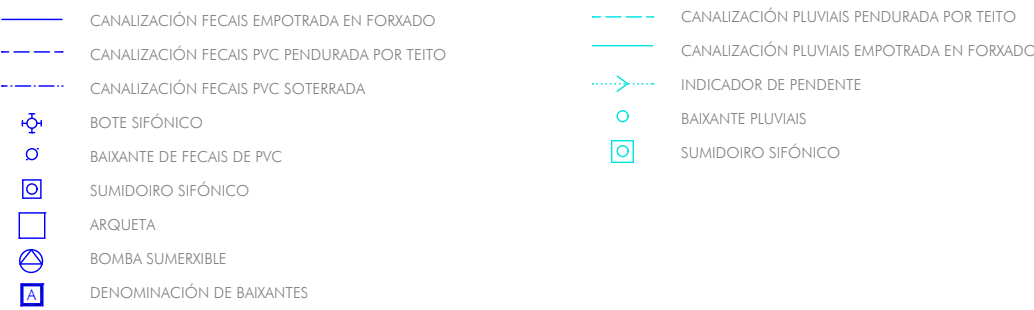 CANALIZACIÓN FECAIS EMPOTRADA EN FORXADO
CANALIZACIÓN FECAIS PVC PENDURADA POR TEITO
CANALIZACIÓN FECAIS PVC SOTERRADA
BOTE SIFÓNICO
BAIXANTE DE FECAIS DE PVC
SUMIDOIRO SIFÓNICO
ARQUETA
BOMBA SUMERXIBLE
A DENOMINACIÓN DE BAIXANTES
CANALIZACIÓN PLUVIAIS PENDURADA POR TEITO
CANALIZACIÓN PLUVIAIS EMPOTRADA EN FORXADO
INDICADOR DE PENDENTE
BAIXANTE PLUVIAIS
SUMIDOIRO SIFÓNICO